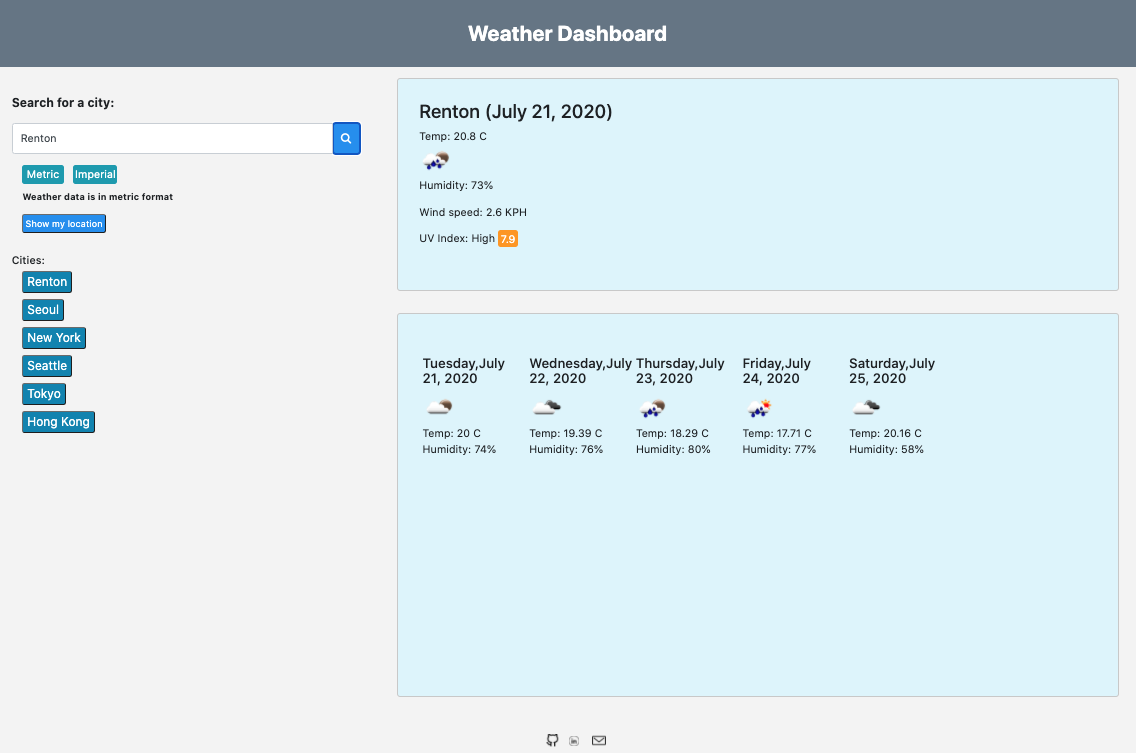 Weather Dashboard
Search for a city:
Renton
Metric Imperial
Weather data is in metric format
Show my location
Cities:
Renton
Seoul
New York
Seattle
Tokyo
Hong Kong
Renton (July 21, 2020)
Temp: 20.8 C
Humidity: 73%
Wind speed: 2.6 KPH
UV Index: High 7.9
Tuesday,July
21, 2020
Temp: 20 C
Humidity: 74%
Wednesday,July
22, 2020
Temp: 19.39 C
Humidity: 76%
Thursday,July
23, 2020
Temp: 18.29 C
Humidity: 80%
Friday,July
24, 2020
Temp: 17.71 C
Humidity: 77%
Saturday,July
25, 2020
Temp: 20.16 C
Humidity: 58%